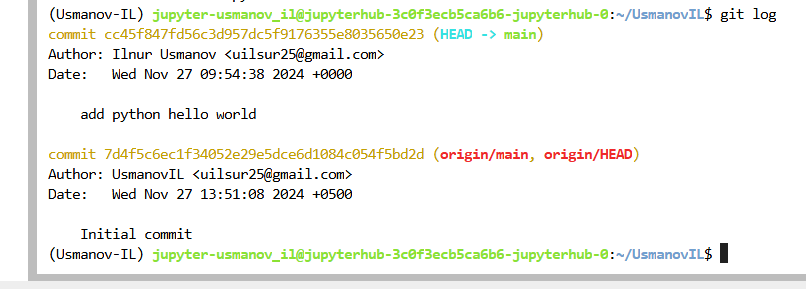 (Usmanov-IL) jupyter-usmanov_il@jupyterhub-3c0f3ecb5ca6b6-jupyterhub-0:~/UsmanovIL$ git log
commit cc45f847fd56c3d957dc5f9176355e8035650e23 (HEAD -> main)
Author: Ilnur Usmanov <uilsur25@gmail.com>
Date:   Wed Nov 27 09:54:38 2024 +0000
    add python hello world
commit 7d4f5c6ec1f34052e29e5dce6d1084c054f5bd2d (origin/main, origin/HEAD)
Author: UsmanovIL <uilsur25@gmail.com>
Date:   Wed Nov 27 13:51:08 2024 +0500
    Initial commit
(Usmanov-IL) jupyter-usmanov_il@jupyterhub-3c0f3ecb5ca6b6-jupyterhub-0:~/UsmanovIL$